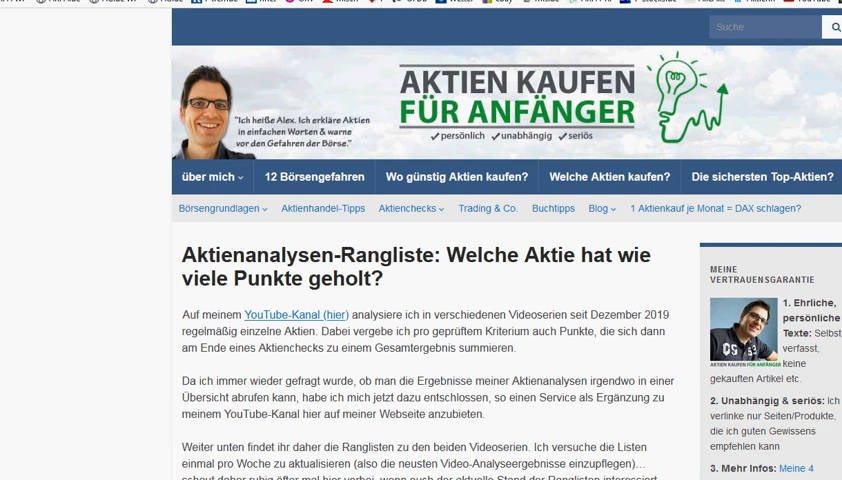 Suche
"Ich heiße Alex. Ich erkläre Aktien
in einfachen Worten & warne
vor den Gefahren der Börse."
AKTIEN KAUFEN
FÜR ANFÄNGER
persönlich unabhängig seriös
über mich 12 Börsengefahren Wo günstig Aktien kaufen? Welche Aktien kaufen? Die sichersten Top-Aktien?
Börsengrundlagen Aktienhandel-Tipps Aktienchecks Trading & Co. Buchtipps Blog 1 Aktienkauf je Monat = DAX schlagen?
Aktienanalysen-Rangliste: Welche Aktie hat wie
viele Punkte geholt?
Auf meinem YouTube-Kanal (hier) analysiere ich in verschiedenen Videoserien seit Dezember 2019
regelmäßig einzelne Aktien. Dabei vergebe ich pro geprüftem Kriterium auch Punkte, die sich dann
am Ende eines Aktienchecks zu einem Gesamtergebnis summieren.
Da ich immer wieder gefragt wurde, ob man die Ergebnisse meiner Aktienanalysen irgendwo in einer
Übersicht abrufen kann, habe ich mich jetzt dazu entschlossen, so einen Service als Ergänzung zu
meinem YouTube-Kanal hier auf meiner Webseite anzubieten.
Weiter unten findet ihr daher die Ranglisten zu den beiden Videoserien. Ich versuche die Listen
einmal pro Woche zu aktualisieren (also die neusten Video-Analyseergebnisse einzupflegen)...
MEINE
VERTRAUENSGARANTIE
AKTIEN KAUFEN FÜR ANFÄNGER
1. Ehrliche,
persönliche
Texte: Selbst
verfasst,
keine
gekauften Artikel etc.
2. Unabhängig & seriös: Ich
verlinke nur Seiten/Produkte,
die ich guten Gewissens
empfehlen kann
3. Mehr Infos: Meine 4